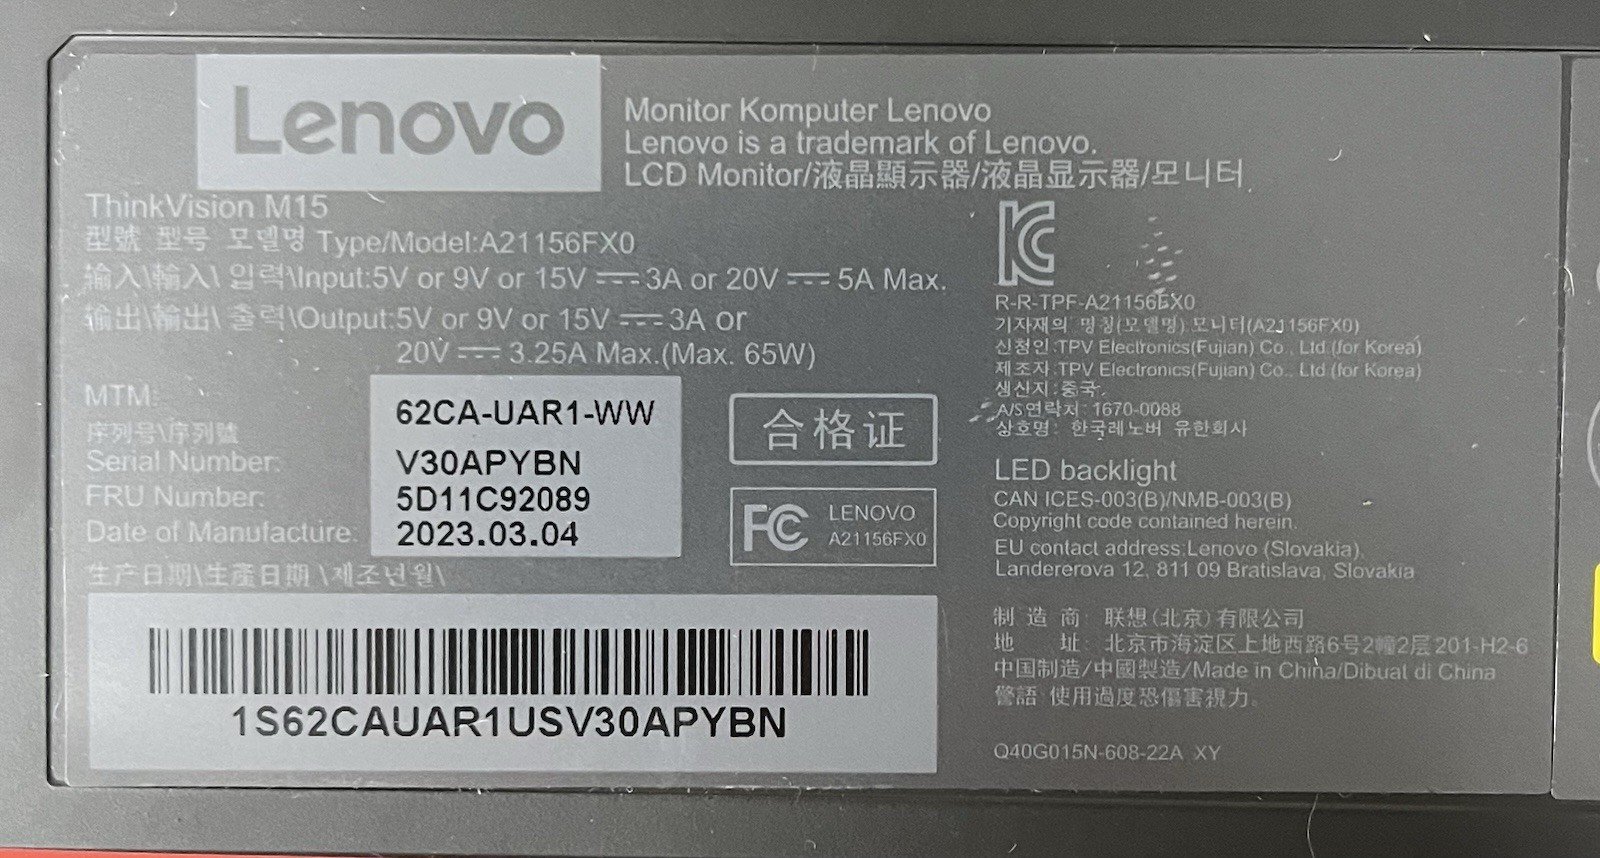 Lenovo
Monitor Komputer Lenovo
Lenovo is a trademark of Lenovo.
LCD Monitor/液晶顯示器/液晶显示器/모니터
ThinkVision M15
型號 型号 모델명 Type/Model:A21156FX0
输入\輸入\ 입력\Input:5V or 9V or 15V ⎓ 3A or 20V ⎓ 5A Max.
输出\輸出\ 출력\Output:5V or 9V or 15V ⎓ 3A or
20V ⎓ 3.25A Max.(Max. 65W)
MTM: 62CA-UAR1-WW
序列号\序列號
Serial Number: V30APYBN
FRU Number: 5D11C92089
Date of Manufacture: 2023.03.04
生产日期\生產日期 \제조년월\
合格证
FC LENOVO
A21156FX0
1S62CAUAR1USV30APYBN
R-R-TPF-A21156FX0
기자재의 명칭(모델명):모니터(A21156FX0)
신청인:TPV Electronics(Fujian) Co., Ltd.(for Korea)
제조자:TPV Electronics(Fujian) Co., Ltd.(for Korea)
생산지:중국
A/S연락처: 1670-0088
상호명: 한국레노버 유한회사
LED backlight
CAN ICES-003(B)/NMB-003(B)
Copyright code contained herein.
EU contact address:Lenovo (Slovakia),
Landererova 12, 811 09 Bratislava, Slovakia
制 造 商: 联想(北京)有限公司
地 址: 北京市海淀区上地西路6号2幢2层201-H2-6
中国制造/中國製造/Made in China/Dibuat di China
警語 使用過度恐傷害視力。
Q40G015N-608-22A XY